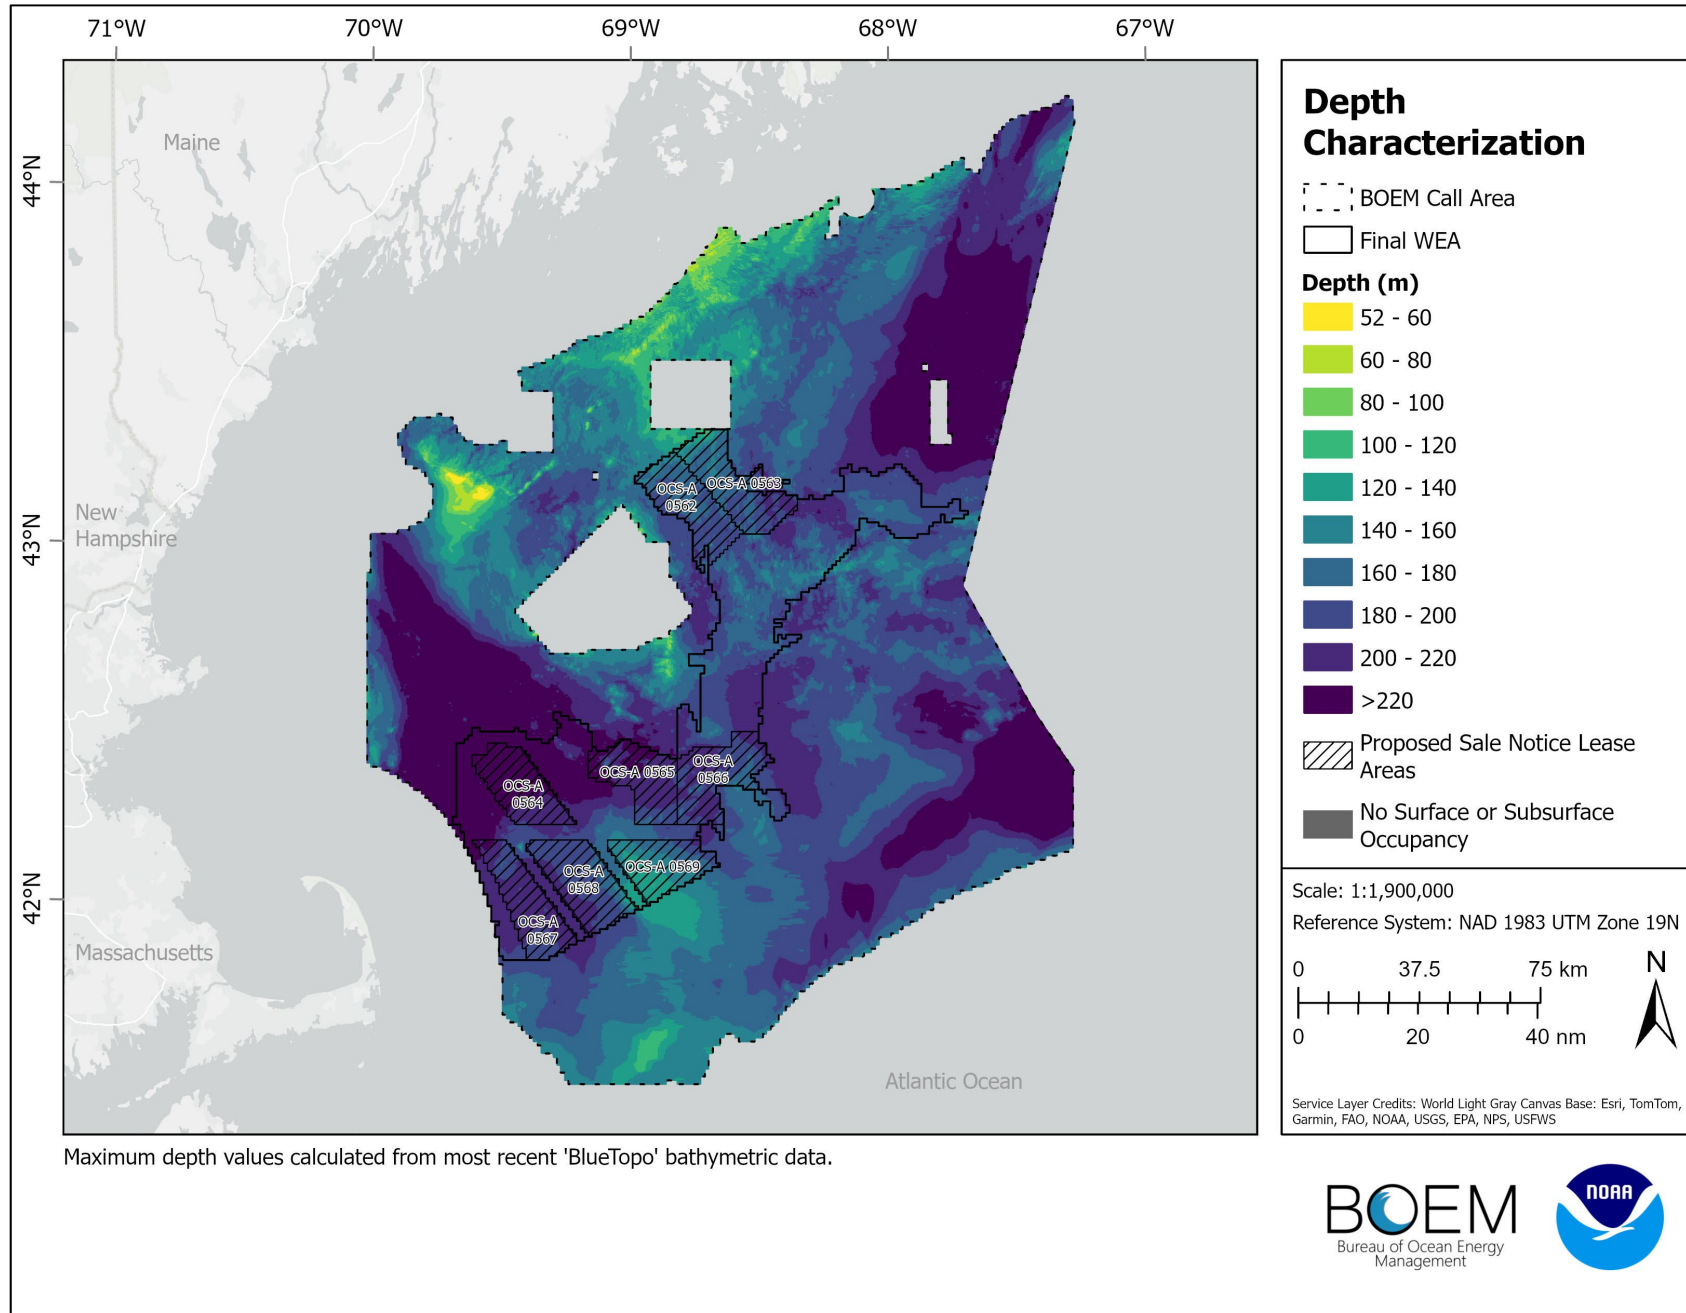 71°W
70°W
69°W
68°W
67°W
44°N
43°N
42°N
Maine
New
Hampshire
Massachusetts
Atlantic Ocean
OCS-A
0562
OCS-A 0563
OCS-A
0564
OCS-A 0565
OCS-A
0566
OCS-A
0567
OCS-A
0568
OCS-A 0569
Maximum depth values calculated from most recent 'BlueTopo' bathymetric data.
Depth
Characterization
BOEM Call Area
Final WEA
Depth (m)
52 - 60
60 - 80
80 - 100
100 - 120
120 - 140
140 - 160
160 - 180
180 - 200
200 - 220
>220
Proposed Sale Notice Lease
Areas
No Surface or Subsurface
Occupancy
Scale: 1:1,900,000
Reference System: NAD 1983 UTM Zone 19N
0 37.5 75 km
0 20 40 nm
N
Service Layer Credits: World Light Gray Canvas Base: Esri, TomTom,
Garmin, FAO, NOAA, USGS, EPA, NPS, USFWS
BOEM
Bureau of Ocean Energy
Management
NOAA